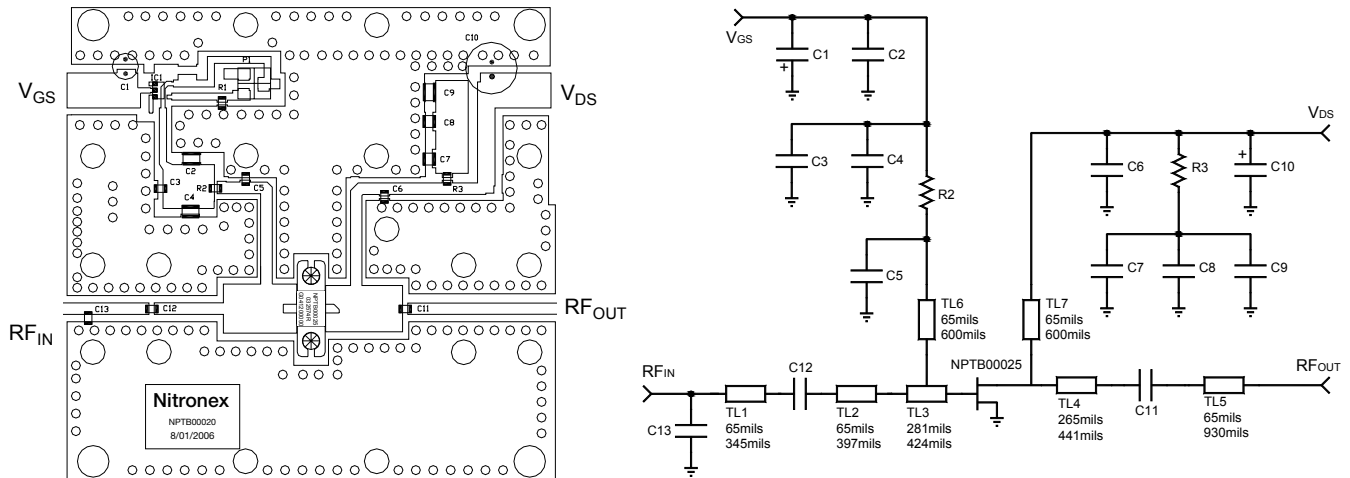 VGS
VDS
RFIN
RFOUT
C1
IC1
P1
R1
C10
C9
C8
C7
C2
C3
R2
C4
C5
R3
C6
C13
C12
C11
NPTB00025
Nitronex
NPTB00020
8/01/2006
VGS
C1
+
C2
C3
C4
R2
C5
VDS
C6
R3
+
C10
C7
C8
C9
TL6
65mils
600mils
TL7
65mils
600mils
RFIN
C13
TL1
65mils
345mils
C12
TL2
65mils
397mils
TL3
281mils
424mils
NPTB00025
TL4
265mils
441mils
C11
TL5
65mils
930mils
RFOUT